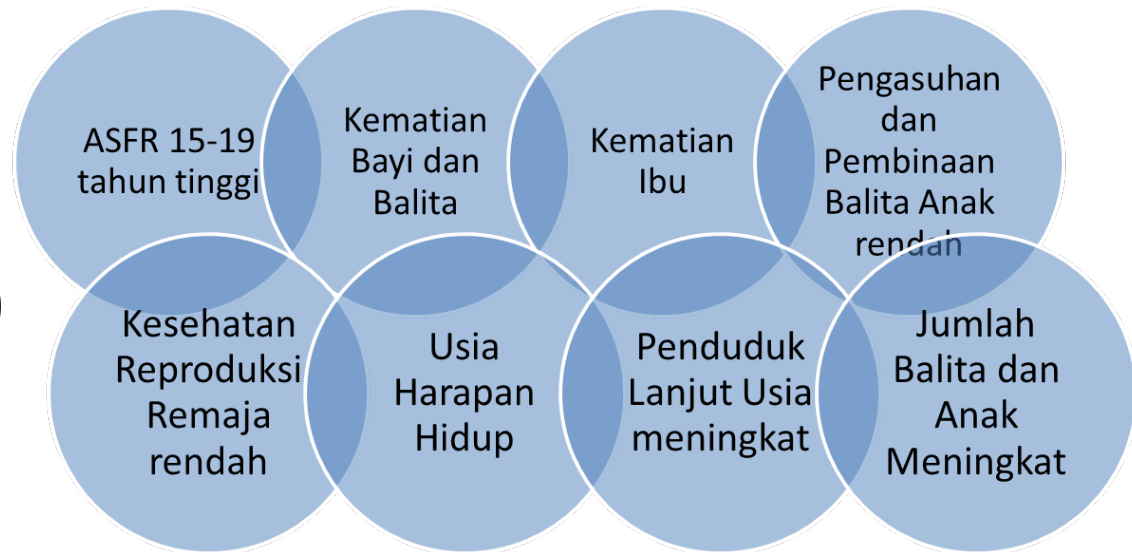 ASFR 15-19
tahun tinggi
Kematian
Bayi dan
Balita
Kematian
Ibu
Pengasuhan
dan
Pembinaan
Balita Anak
rendah
Kesehatan
Reproduksi
Remaja
rendah
Usia
Harapan
Hidup
Penduduk
Lanjut Usia
meningkat
Jumlah
Balita dan
Anak
Meningkat